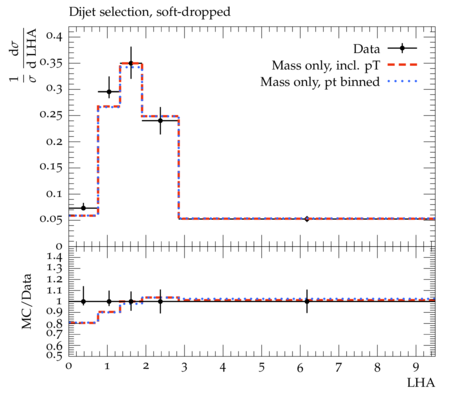 Dijet selection, soft-dropped
1/σ dσ/d LHA
0.4
0.35
0.3
0.25
0.2
0.15
0.1
0.05
0
Data
Mass only, incl. pT
Mass only, pt binned
MC/Data
1.4
1.3
1.2
1.1
1
0.9
0.8
0.7
0.6
0.5
0 1 2 3 4 5 6 7 8 9
LHA